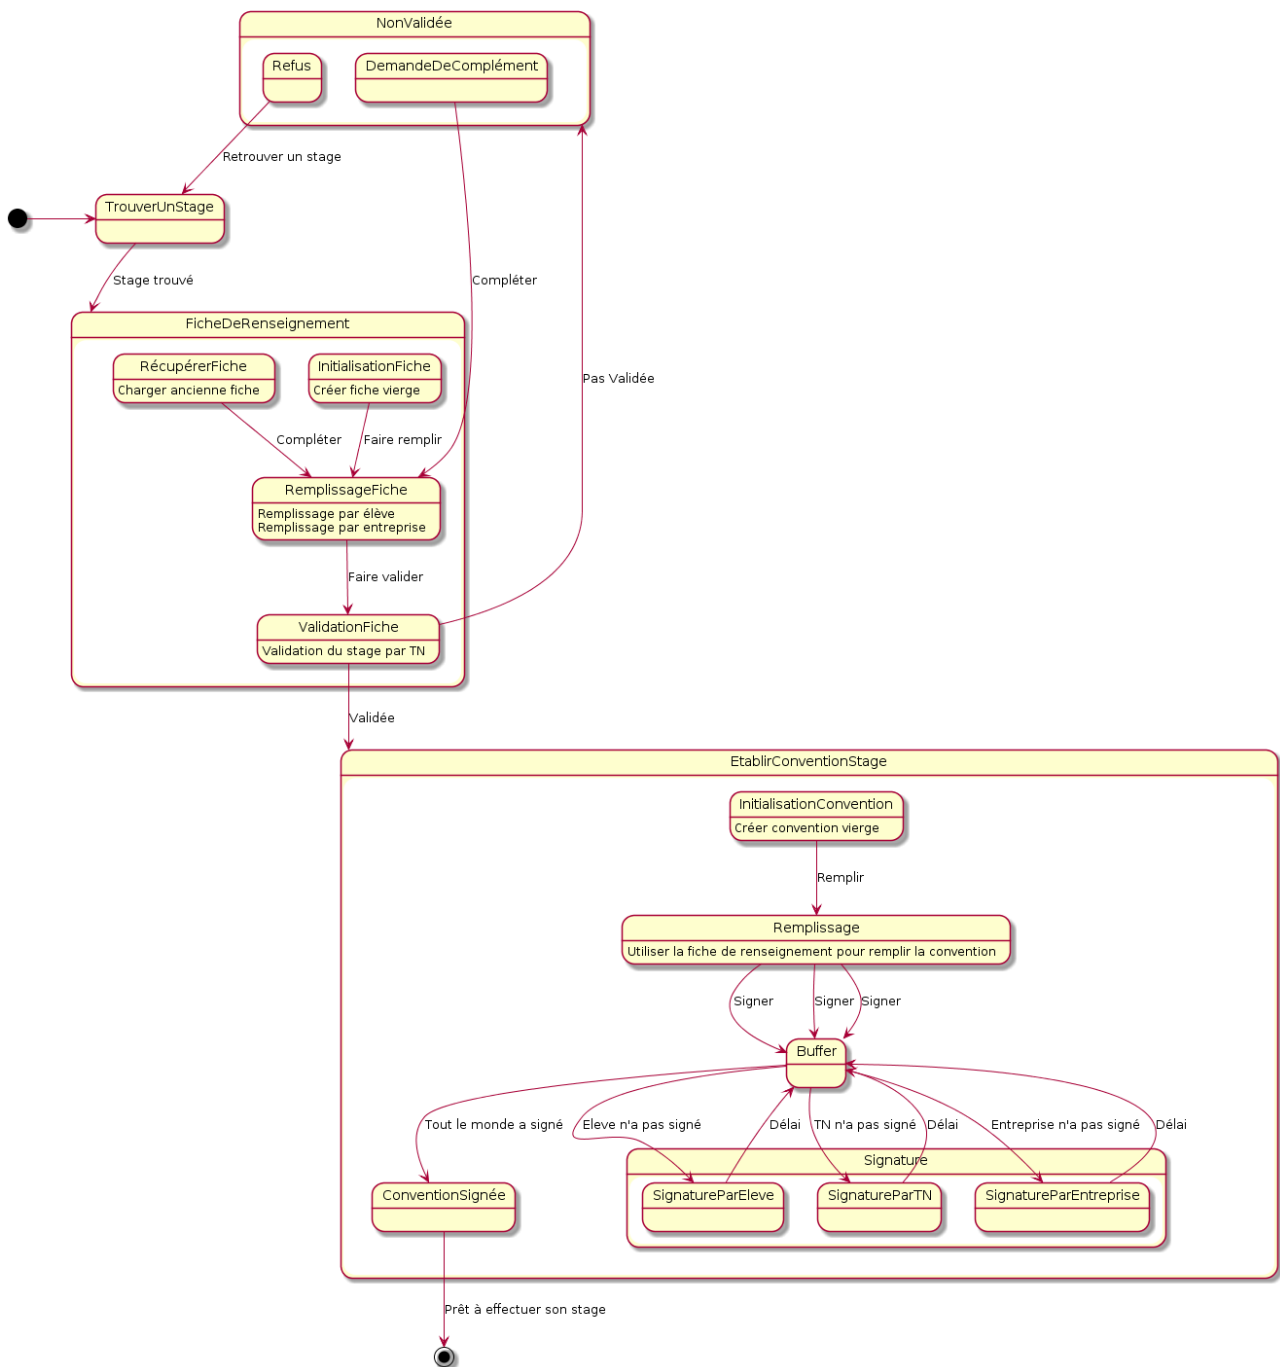 NonValidée
Refus
DemandeDeComplément
Retrouver un stage
TrouverUnStage
Stage trouvé
Compléter
FicheDeRenseignement
RécupérerFiche
Charger ancienne fiche
InitialisationFiche
Créer fiche vierge
Pas Validée
Compléter
Faire remplir
RemplissageFiche
Remplissage par élève
Remplissage par entreprise
Faire valider
ValidationFiche
Validation du stage par TN
Validée
EtablirConventionStage
InitialisationConvention
Créer convention vierge
Remplir
Remplissage
Utiliser la fiche de renseignement pour remplir la convention
Signer
Signer
Signer
Buffer
Tout le monde a signé
Eleve n'a pas signé
Délai
TN n'a pas signé
Délai
Entreprise n'a pas signé
Délai
Signature
ConventionSignée
SignatureParEleve
SignatureParTN
SignatureParEntreprise
Prêt à effectuer son stage